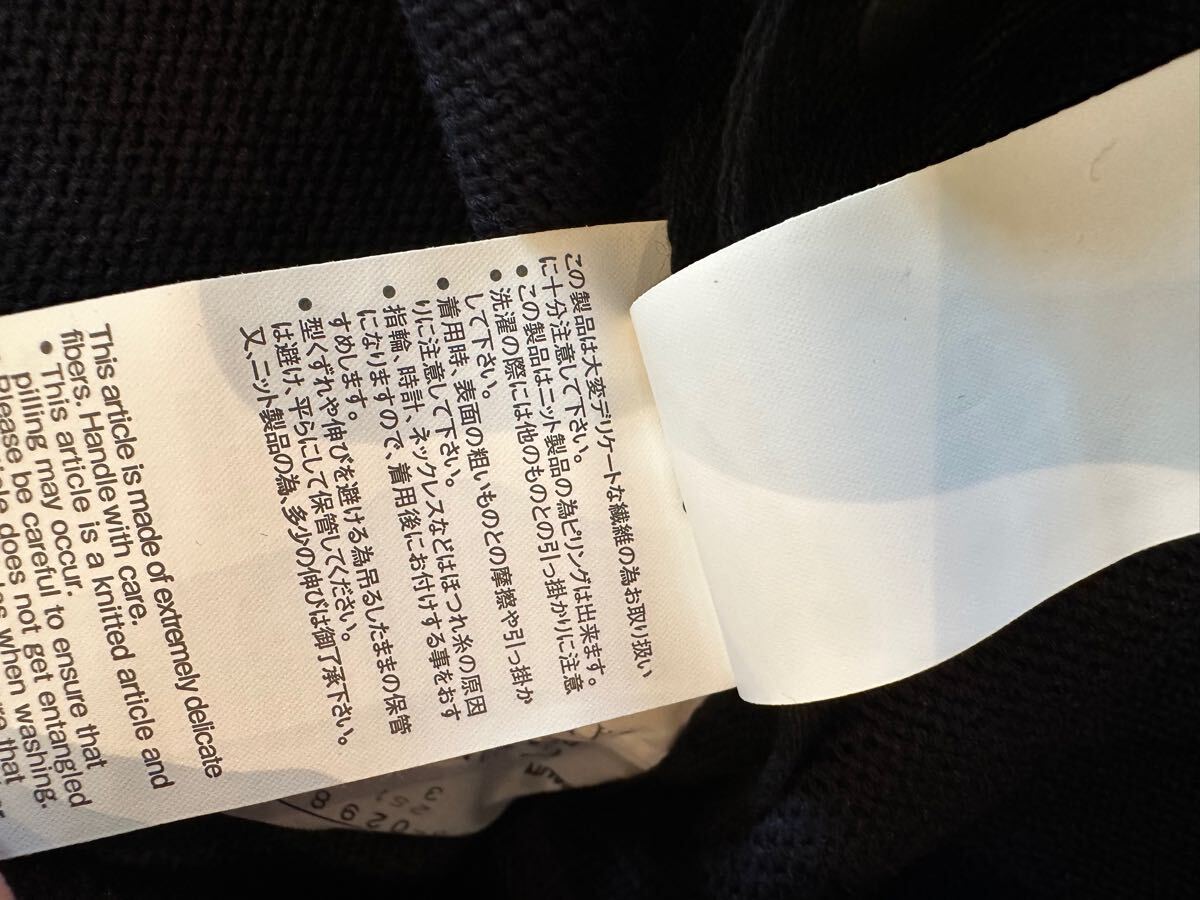 この製品は大変デリケートな繊維の為お取り扱い
に十分注意して下さい。
●この製品はニット製品の為ピリングは出来ます。
●洗濯の際には他のものとの引っ掛かりに注意
して下さい。
●着用時、表面の粗いものとの摩擦や引っ掛か
りに注意して下さい。
●指輪、時計、ネックレスなどはほつれ糸の原因
になりますので、着用後にお付けする事をおす
すめします。
●型くずれや伸びを避ける為吊るしたままの保管
は避け、平らにして保管してください。
又、ニット製品の為、多少の伸びは御了承下さい。
This article is made of extremely delicate
fibers. Handle with care.
• This article is a knitted article and
pilling may occur.
Please be careful to ensure that
does not get entangled
when washing.
that